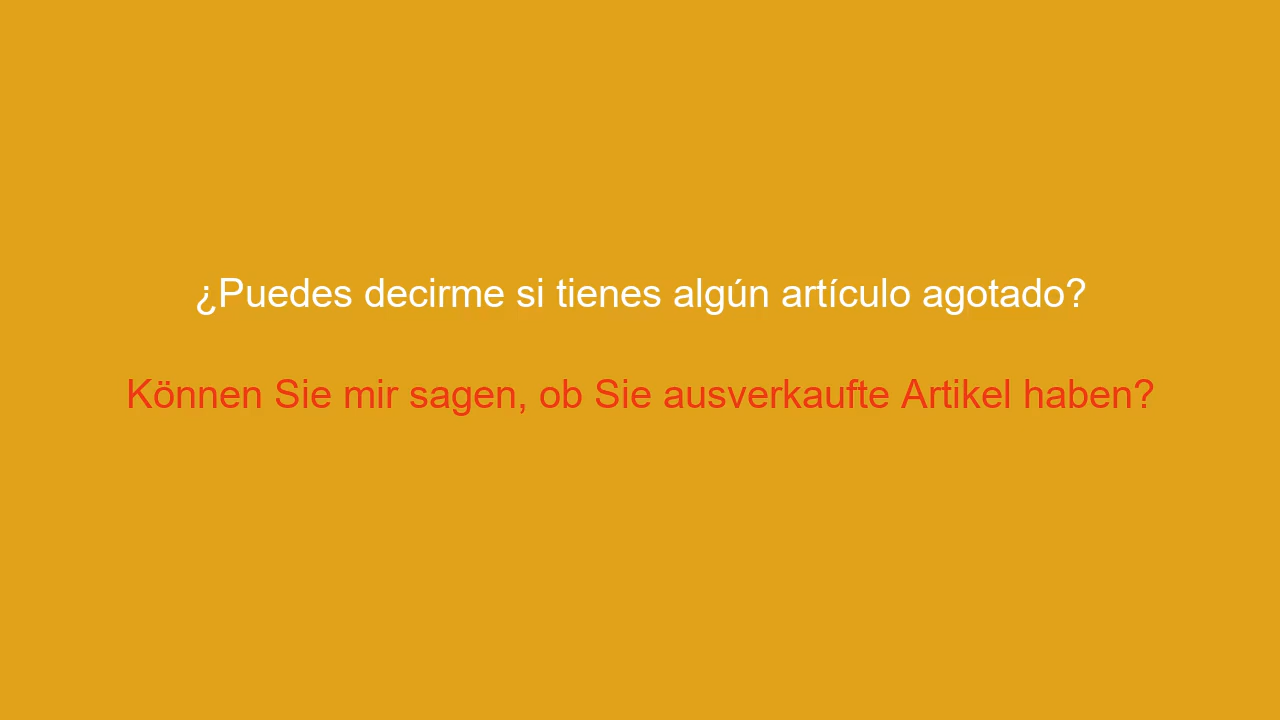 ¿Puedes decirme si tienes algún artículo agotado?
Können Sie mir sagen, ob Sie ausverkaufte Artikel haben?